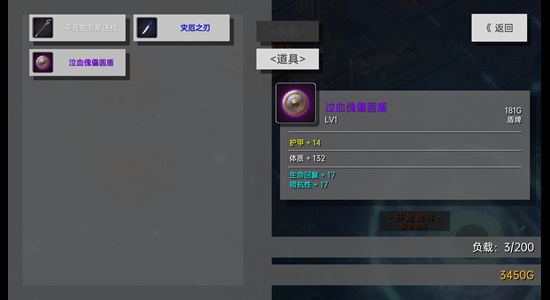 灾厄之刃
泣血傀儡圆盾
<道具>
《 返回
泣血傀儡圆盾
LV1
181G
盾牌
护甲 + 14
体质 + 132
生命回复 + 17
暗抗性 + 17
负载: 3/200
3450G